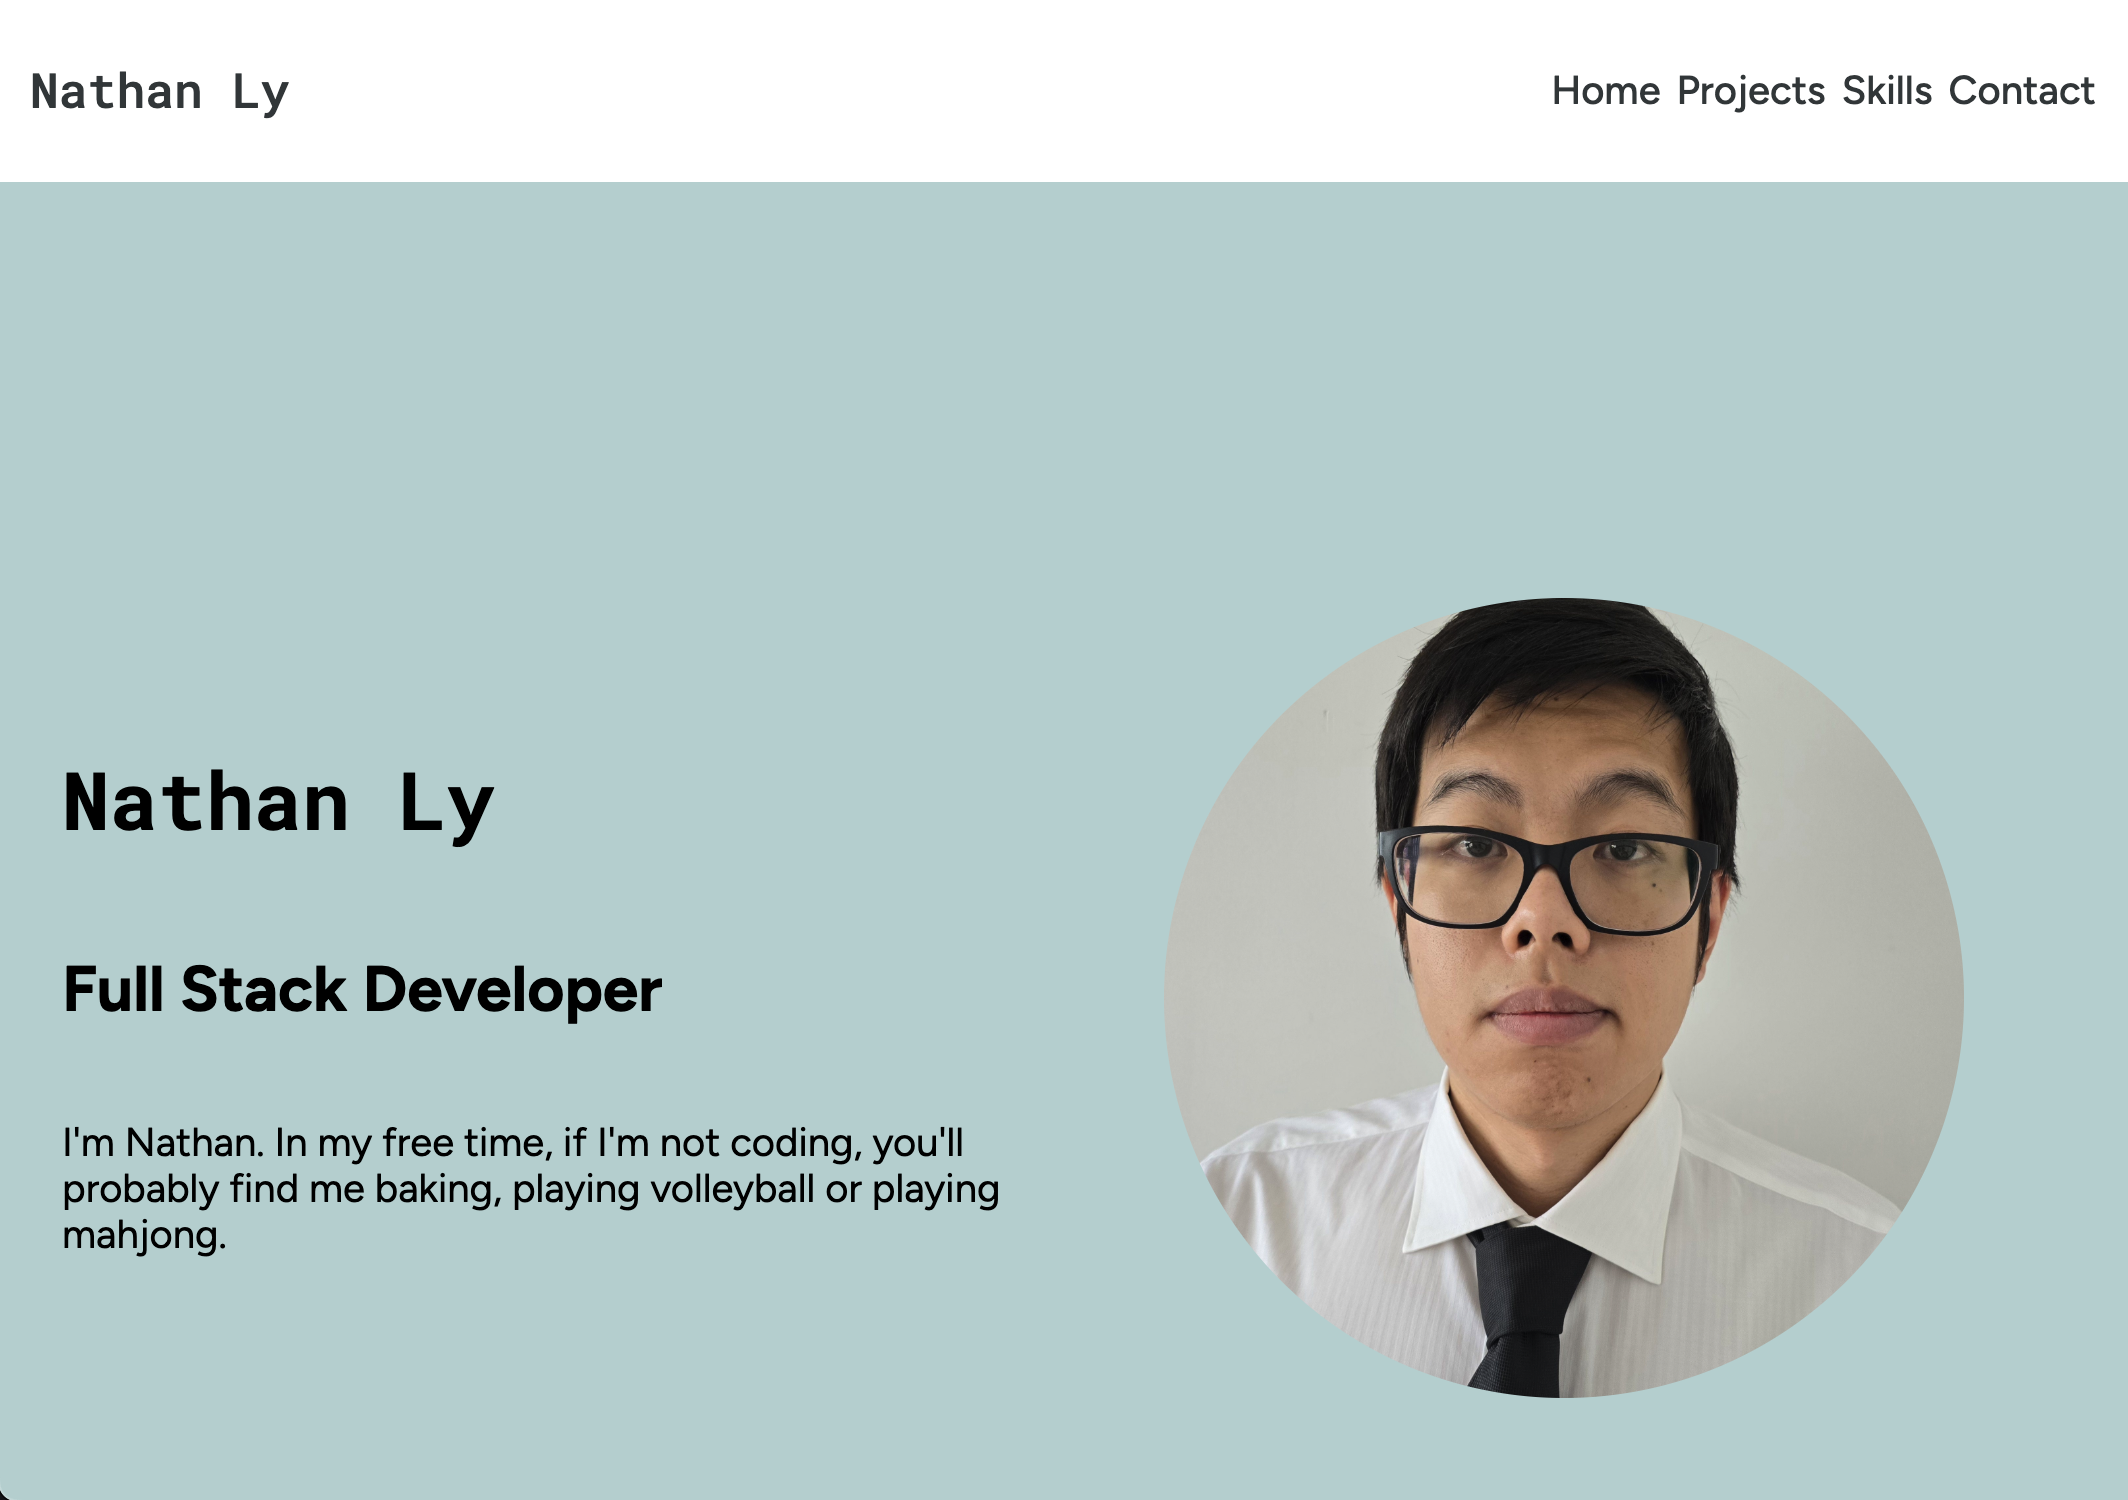 Nathan Ly
Home Projects Skills Contact
Nathan Ly
Full Stack Developer
I'm Nathan. In my free time, if I'm not coding, you'll
probably find me baking, playing volleyball or playing
mahjong.